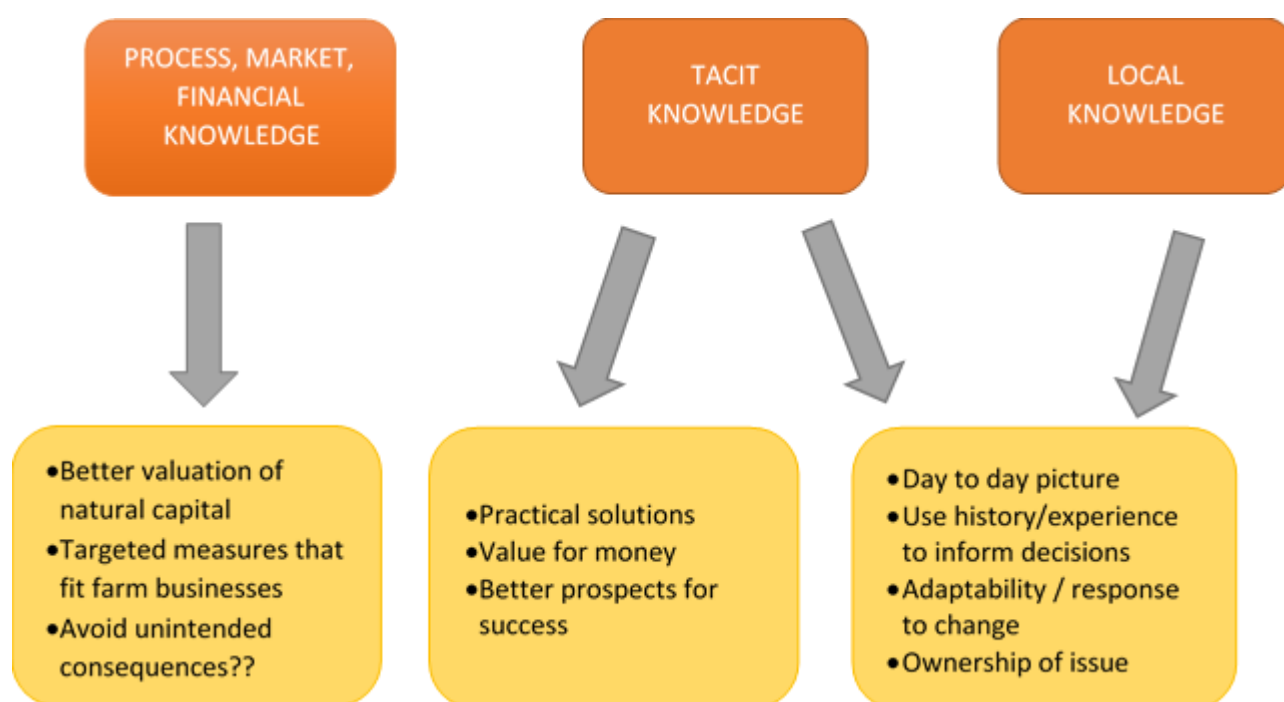 PROCESS, MARKET,
FINANCIAL
KNOWLEDGE
TACIT
KNOWLEDGE
LOCAL
KNOWLEDGE
•Better valuation of
natural capital
•Targeted measures that
fit farm businesses
•Avoid unintended
consequences??
•Practical solutions
•Value for money
•Better prospects for
success
•Day to day picture
•Use history/experience
to inform decisions
•Adaptability / response
to change
•Ownership of issue